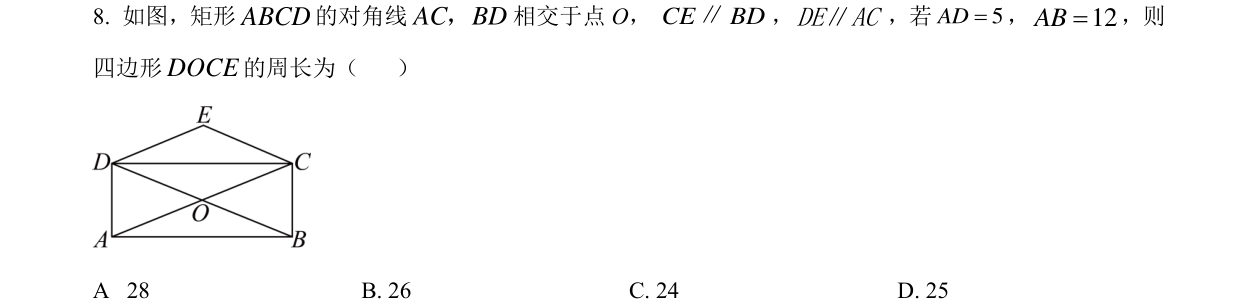 8. 如图，矩形ABCD的对角线AC，BD相交于点O， CE∥BD，DE∥AC，若AD=5，AB=12，则
四边形DOCE的周长为（ ）
E
D C
O
A B
A 28 B. 26 C. 24 D. 25